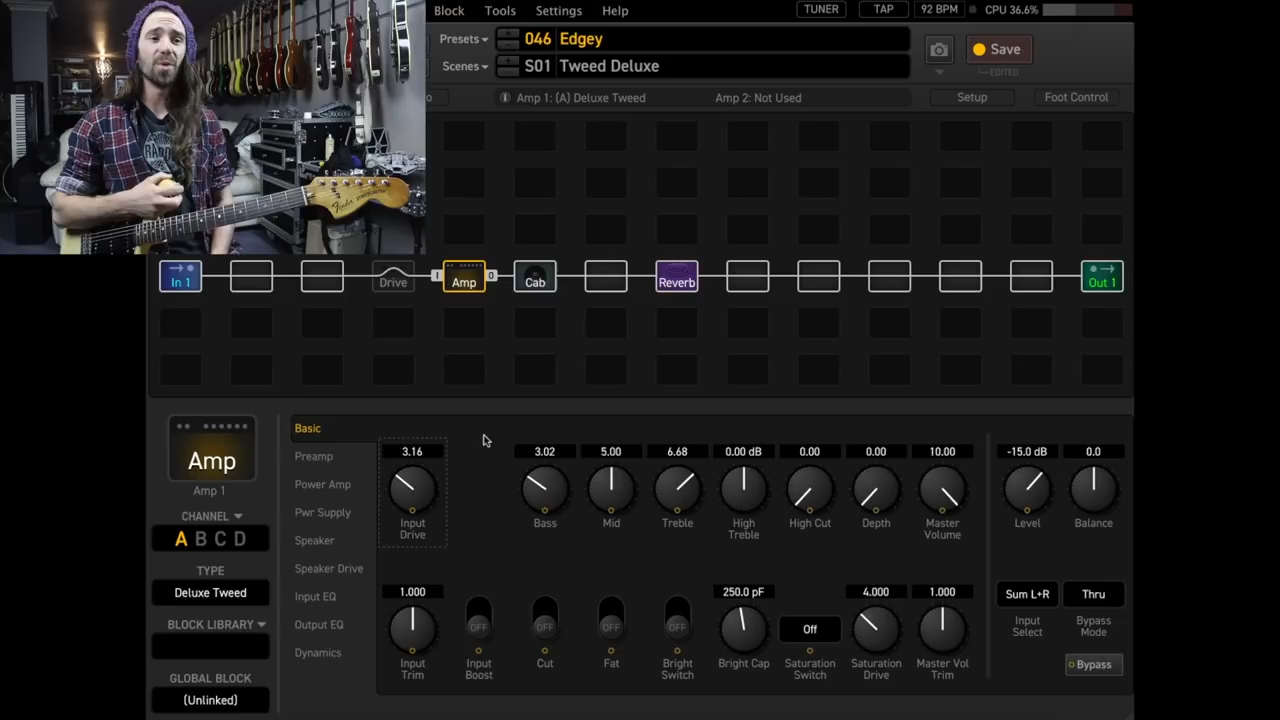 Block Tools Settings Help TUNER TAP 92 BPM CPU 36.6%
Presets 046 Edgey Save
EDITED
Scenes S01 Tweed Deluxe
Amp 1: (A) Deluxe Tweed Amp 2: Not Used Setup Foot Control
In 1 Drive I Amp O Cab Reverb Out 1
Fender STRATOCASTER
Amp
Amp 1
CHANNEL
A B C D
TYPE
Deluxe Tweed
BLOCK LIBRARY
GLOBAL BLOCK
(Unlinked)
Basic
Preamp
Power Amp
Pwr Supply
Speaker
Speaker Drive
Input EQ
Output EQ
Dynamics
3.16 3.02 5.00 6.68 0.00 dB 0.00 0.00 10.00 -15.0 dB 0.0
Input Drive Bass Mid Treble High Treble High Cut Depth Master Volume Level Balance
1.000 OFF OFF OFF OFF 250.0 pF Off 4.000 1.000 Sum L+R Thru
Input Trim Input Boost Cut Fat Bright Switch Bright Cap Saturation Switch Saturation Drive Master Vol Trim Input Select Bypass Mode
Bypass